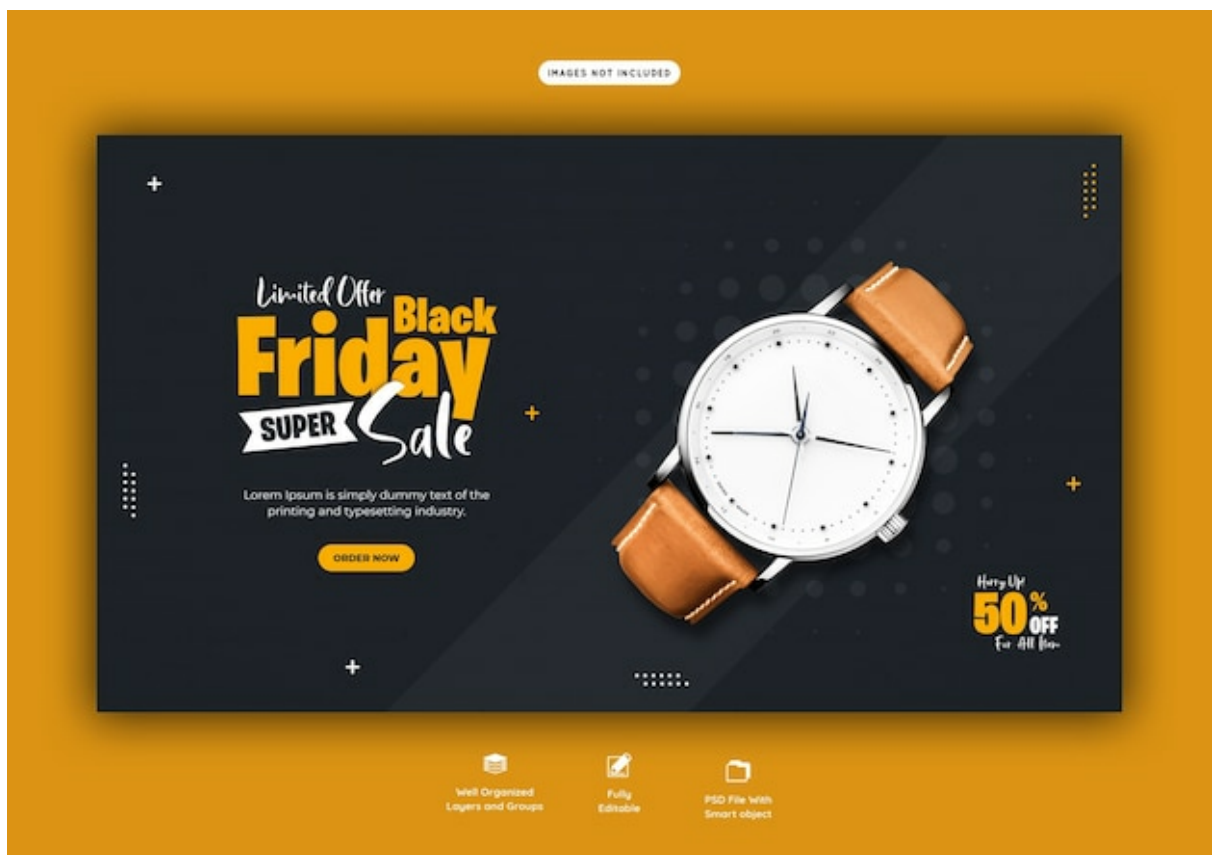 IMAGES NOT INCLUDED
Limited Offer
Black
Friday
SUPER Sale
Lorem Ipsum is simply dummy text of the
printing and typesetting industry.
ORDER NOW
Hurry Up!
50%
OFF
For All Item
Well Organized
Layers and Groups
Fully
Editable
PSD File With
Smart object